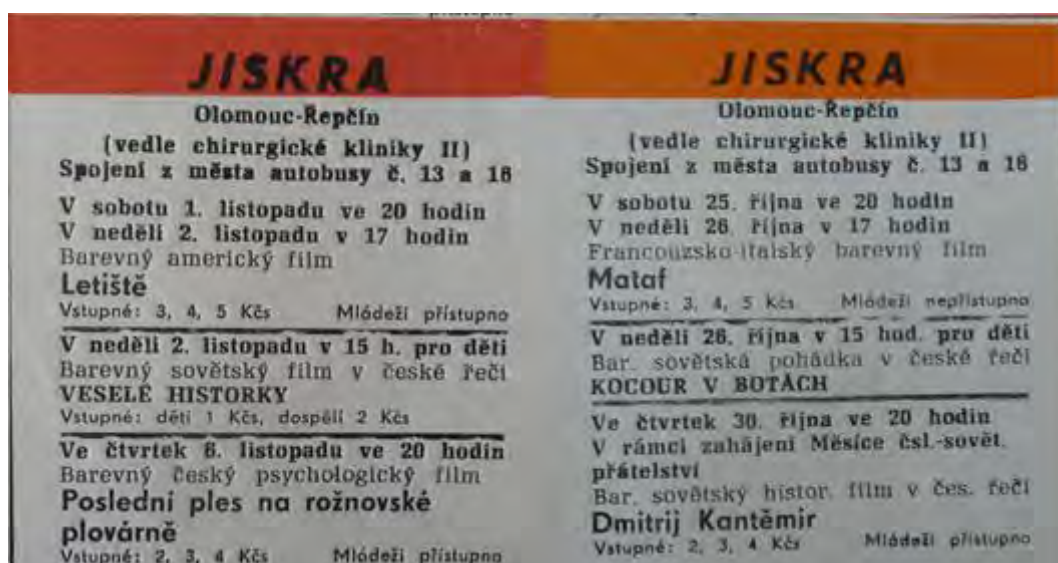 JISKRA
Olomouc-Řepčín
(vedle chirurgické kliniky II)
Spojení z města autobusy č. 13 a 16
V sobotu 1. listopadu ve 20 hodin
V neděli 2. listopadu v 17 hodin
Barevný americký film
Letiště
Vstupné: 3, 4, 5 Kčs Mládeži přístupno
V neděli 2. listopadu v 15 h. pro děti
Barevný sovětský film v české řeči
VESELÉ HISTORKY
Vstupné: děti 1 Kčs, dospělí 2 Kčs
Ve čtvrtek 6. listopadu ve 20 hodin
Barevný český psychologický film
Poslední ples na rožnovské
plovárně
Vstupné: 2, 3, 4 Kčs Mládeži přístupno
JISKRA
Olomouc-Řepčín
(vedle chirurgické kliniky II)
Spojení z města autobusy č. 13 a 16
V sobotu 25. října ve 20 hodin
V neděli 26. října v 17 hodin
Francouzsko-italský barevný film
Mataf
Vstupné: 3, 4, 5 Kčs Mládeži nepřístupno
V neděli 26. října v 15 hod. pro děti
Bar. sovětská pohádka v české řeči
KOCOUR V BOTÁCH
Ve čtvrtek 30. října ve 20 hodin
V rámci zahájení Měsíce čsl.-sovět.
přátelství
Bar. sovětský histor. film v čes. řeči
Dmitrij Kantěmir
Vstupné: 2, 3, 4 Kčs Mládeži přístupno